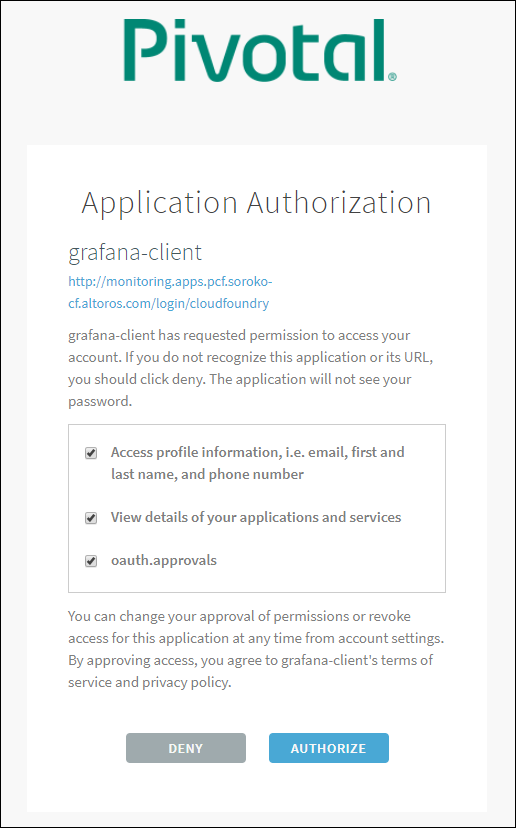 Pivotal®
Application Authorization
grafana-client
http://monitoring.apps.pcf.soroko-
cf.altoros.com/login/cloudfoundry
grafana-client has requested permission to access your
account. If you do not recognize this application or its URL,
you should click deny. The application will not see your
password.
Access profile information, i.e. email, first and
last name, and phone number
View details of your applications and services
oauth.approvals
You can change your approval of permissions or revoke
access for this application at any time from account settings.
By approving access, you agree to grafana-client's terms of
service and privacy policy.
DENY
AUTHORIZE